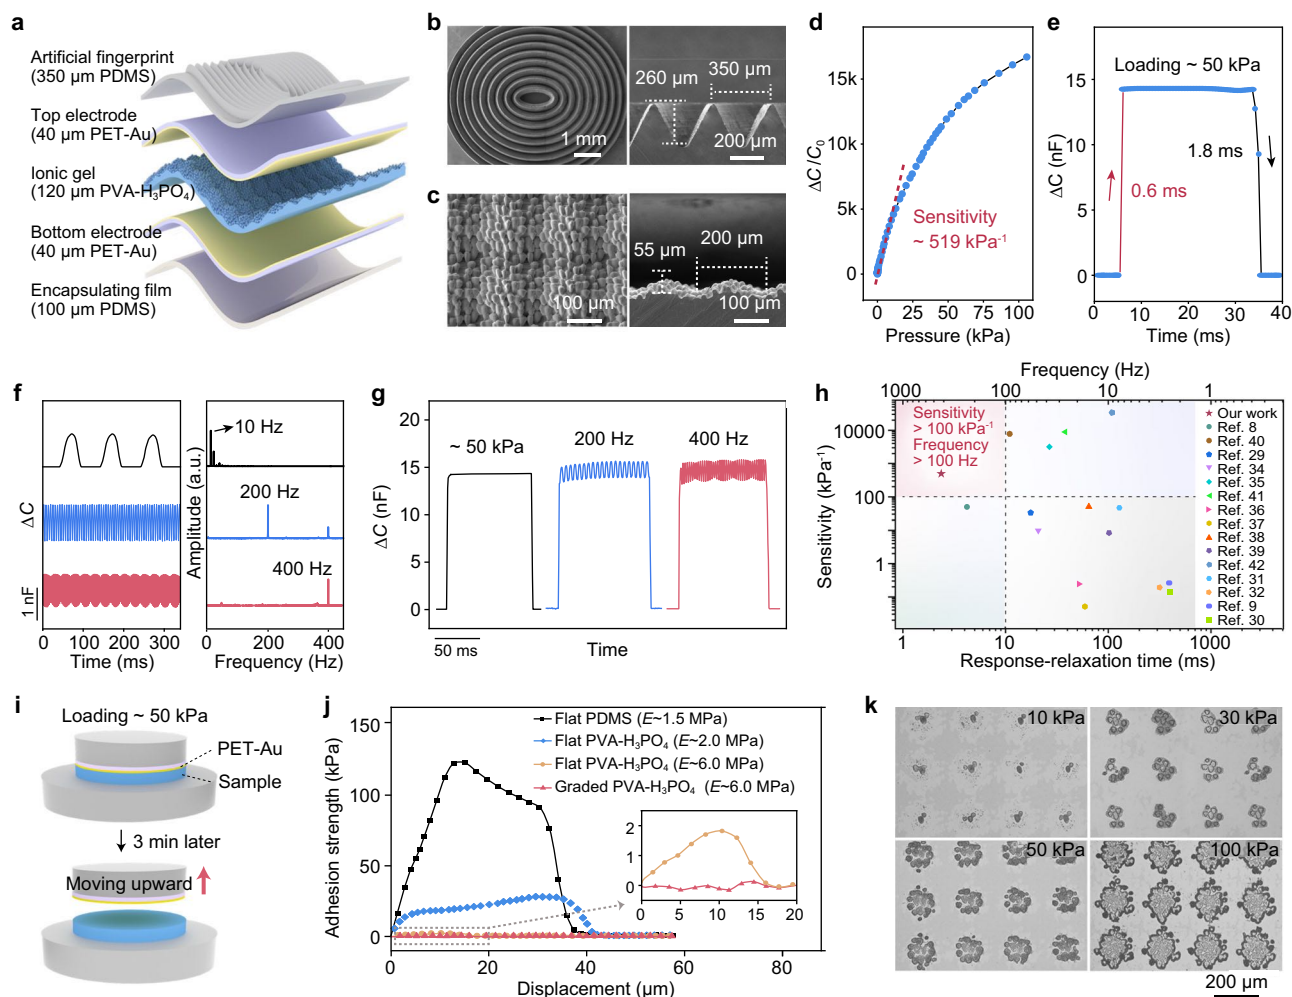 a
Artificial fingerprint
(350 µm PDMS)
Top electrode
(40 µm PET-Au)
Ionic gel
(120 µm PVA-H₃PO₄)
Bottom electrode
(40 µm PET-Au)
Encapsulating film
(100 µm PDMS)
b
1 mm
260 µm
350 µm
200 µm
c
100 µm
55 µm
200 µm
100 µm
d
ΔC/C₀
15k
10k
5k
0
Sensitivity
~ 519 kPa⁻¹
0 25 50 75 100
Pressure (kPa)
e
ΔC (nF)
20
15
10
5
0
Loading ~ 50 kPa
1.8 ms
0.6 ms
0 10 20 30 40
Time (ms)
f
ΔC
1 nF
0 100 200 300
Time (ms)
Amplitude (a.u.)
10 Hz
200 Hz
400 Hz
0 200 400
Frequency (Hz)
g
ΔC (nF)
20
15
10
5
0
~ 50 kPa
200 Hz
400 Hz
50 ms
Time
h
Frequency (Hz)
1000 100 10 1
Sensitivity (kPa⁻¹)
10000
100
1
Sensitivity
> 100 kPa⁻¹
Frequency
> 100 Hz
Our work
Ref. 8
Ref. 40
Ref. 29
Ref. 34
Ref. 35
Ref. 41
Ref. 36
Ref. 37
Ref. 38
Ref. 39
Ref. 42
Ref. 31
Ref. 32
Ref. 9
Ref. 30
1 10 100 1000
Response-relaxation time (ms)
i
Loading ~ 50 kPa
PET-Au
Sample
3 min later
Moving upward
j
Adhesion strength (kPa)
150
100
50
0
Flat PDMS (E~1.5 MPa)
Flat PVA-H₃PO₄ (E~2.0 MPa)
Flat PVA-H₃PO₄ (E~6.0 MPa)
Graded PVA-H₃PO₄ (E~6.0 MPa)
2
1
0
0 5 10 15 20
0 20 40 60 80
Displacement (µm)
k
10 kPa
30 kPa
50 kPa
100 kPa
200 µm